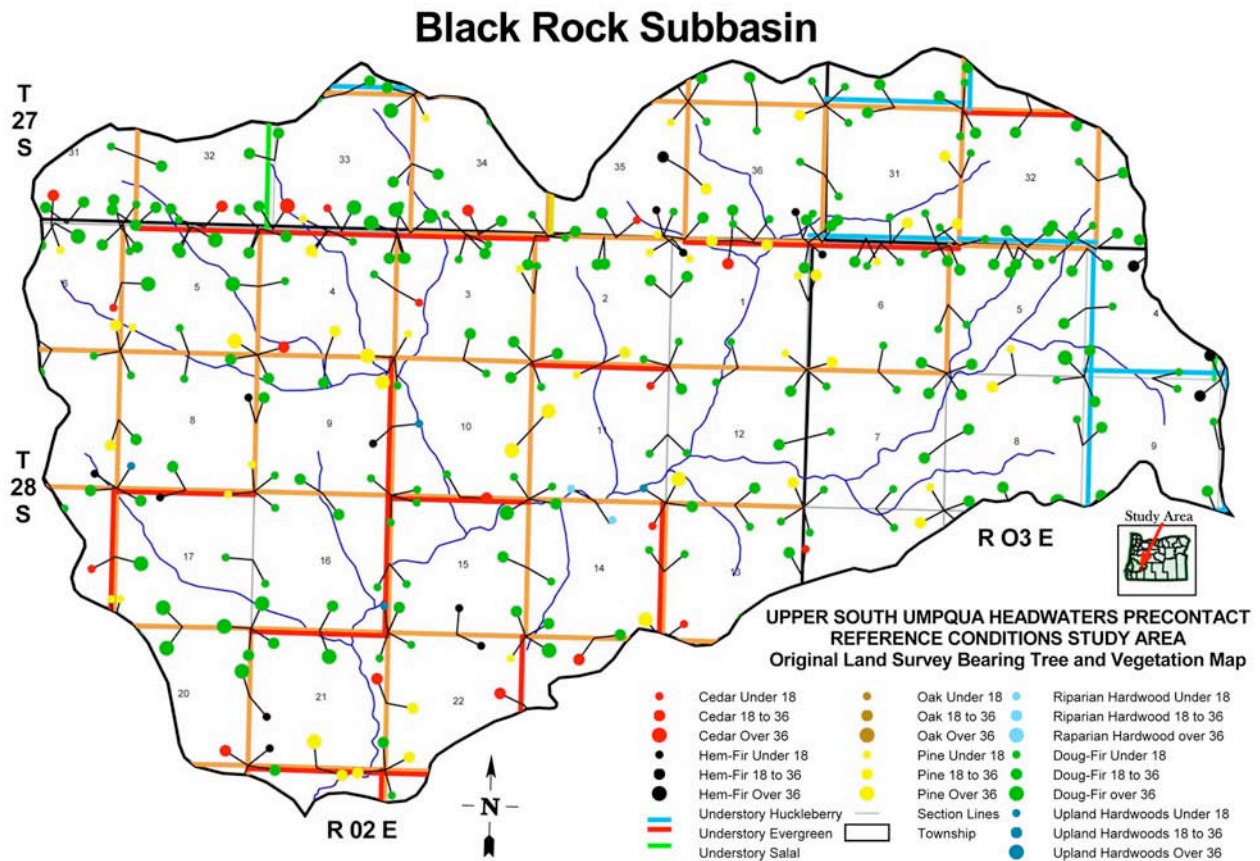 Black Rock Subbasin
T
27
S
31
32
33
34
35
36
31
32
6
5
4
3
2
1
6
5
4
8
9
10
11
12
7
8
9
T
28
S
17
16
15
14
13
20
21
22
R O3 E
R 02 E
N
Study Area
UPPER SOUTH UMPQUA HEADWATERS PRECONTACT
REFERENCE CONDITIONS STUDY AREA
Original Land Survey Bearing Tree and Vegetation Map
Cedar Under 18
Cedar 18 to 36
Cedar Over 36
Hem-Fir Under 18
Hem-Fir 18 to 36
Hem-Fir Over 36
Understory Huckleberry
Understory Evergreen
Understory Salal
Oak Under 18
Oak 18 to 36
Oak Over 36
Pine Under 18
Pine 18 to 36
Pine Over 36
Section Lines
Township
Riparian Hardwood Under 18
Riparian Hardwood 18 to 36
Raparian Hardwood over 36
Doug-Fir Under 18
Doug-Fir 18 to 36
Doug-Fir over 36
Upland Hardwoods Under 18
Upland Hardwoods 18 to 36
Upland Hardwoods Over 36